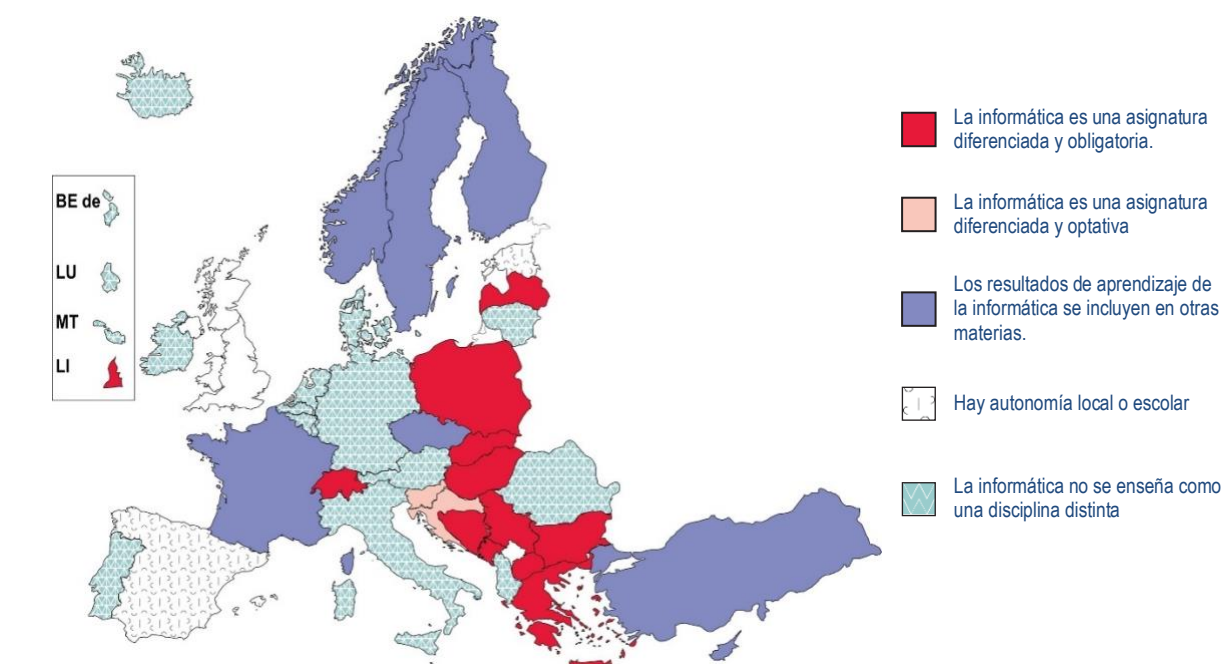 BE de
LU
MT
LI
La informática es una asignatura
diferenciada y obligatoria.
La informática es una asignatura
diferenciada y optativa
Los resultados de aprendizaje de
la informática se incluyen en otras
materias.
Hay autonomía local o escolar
La informática no se enseña como
una disciplina distinta